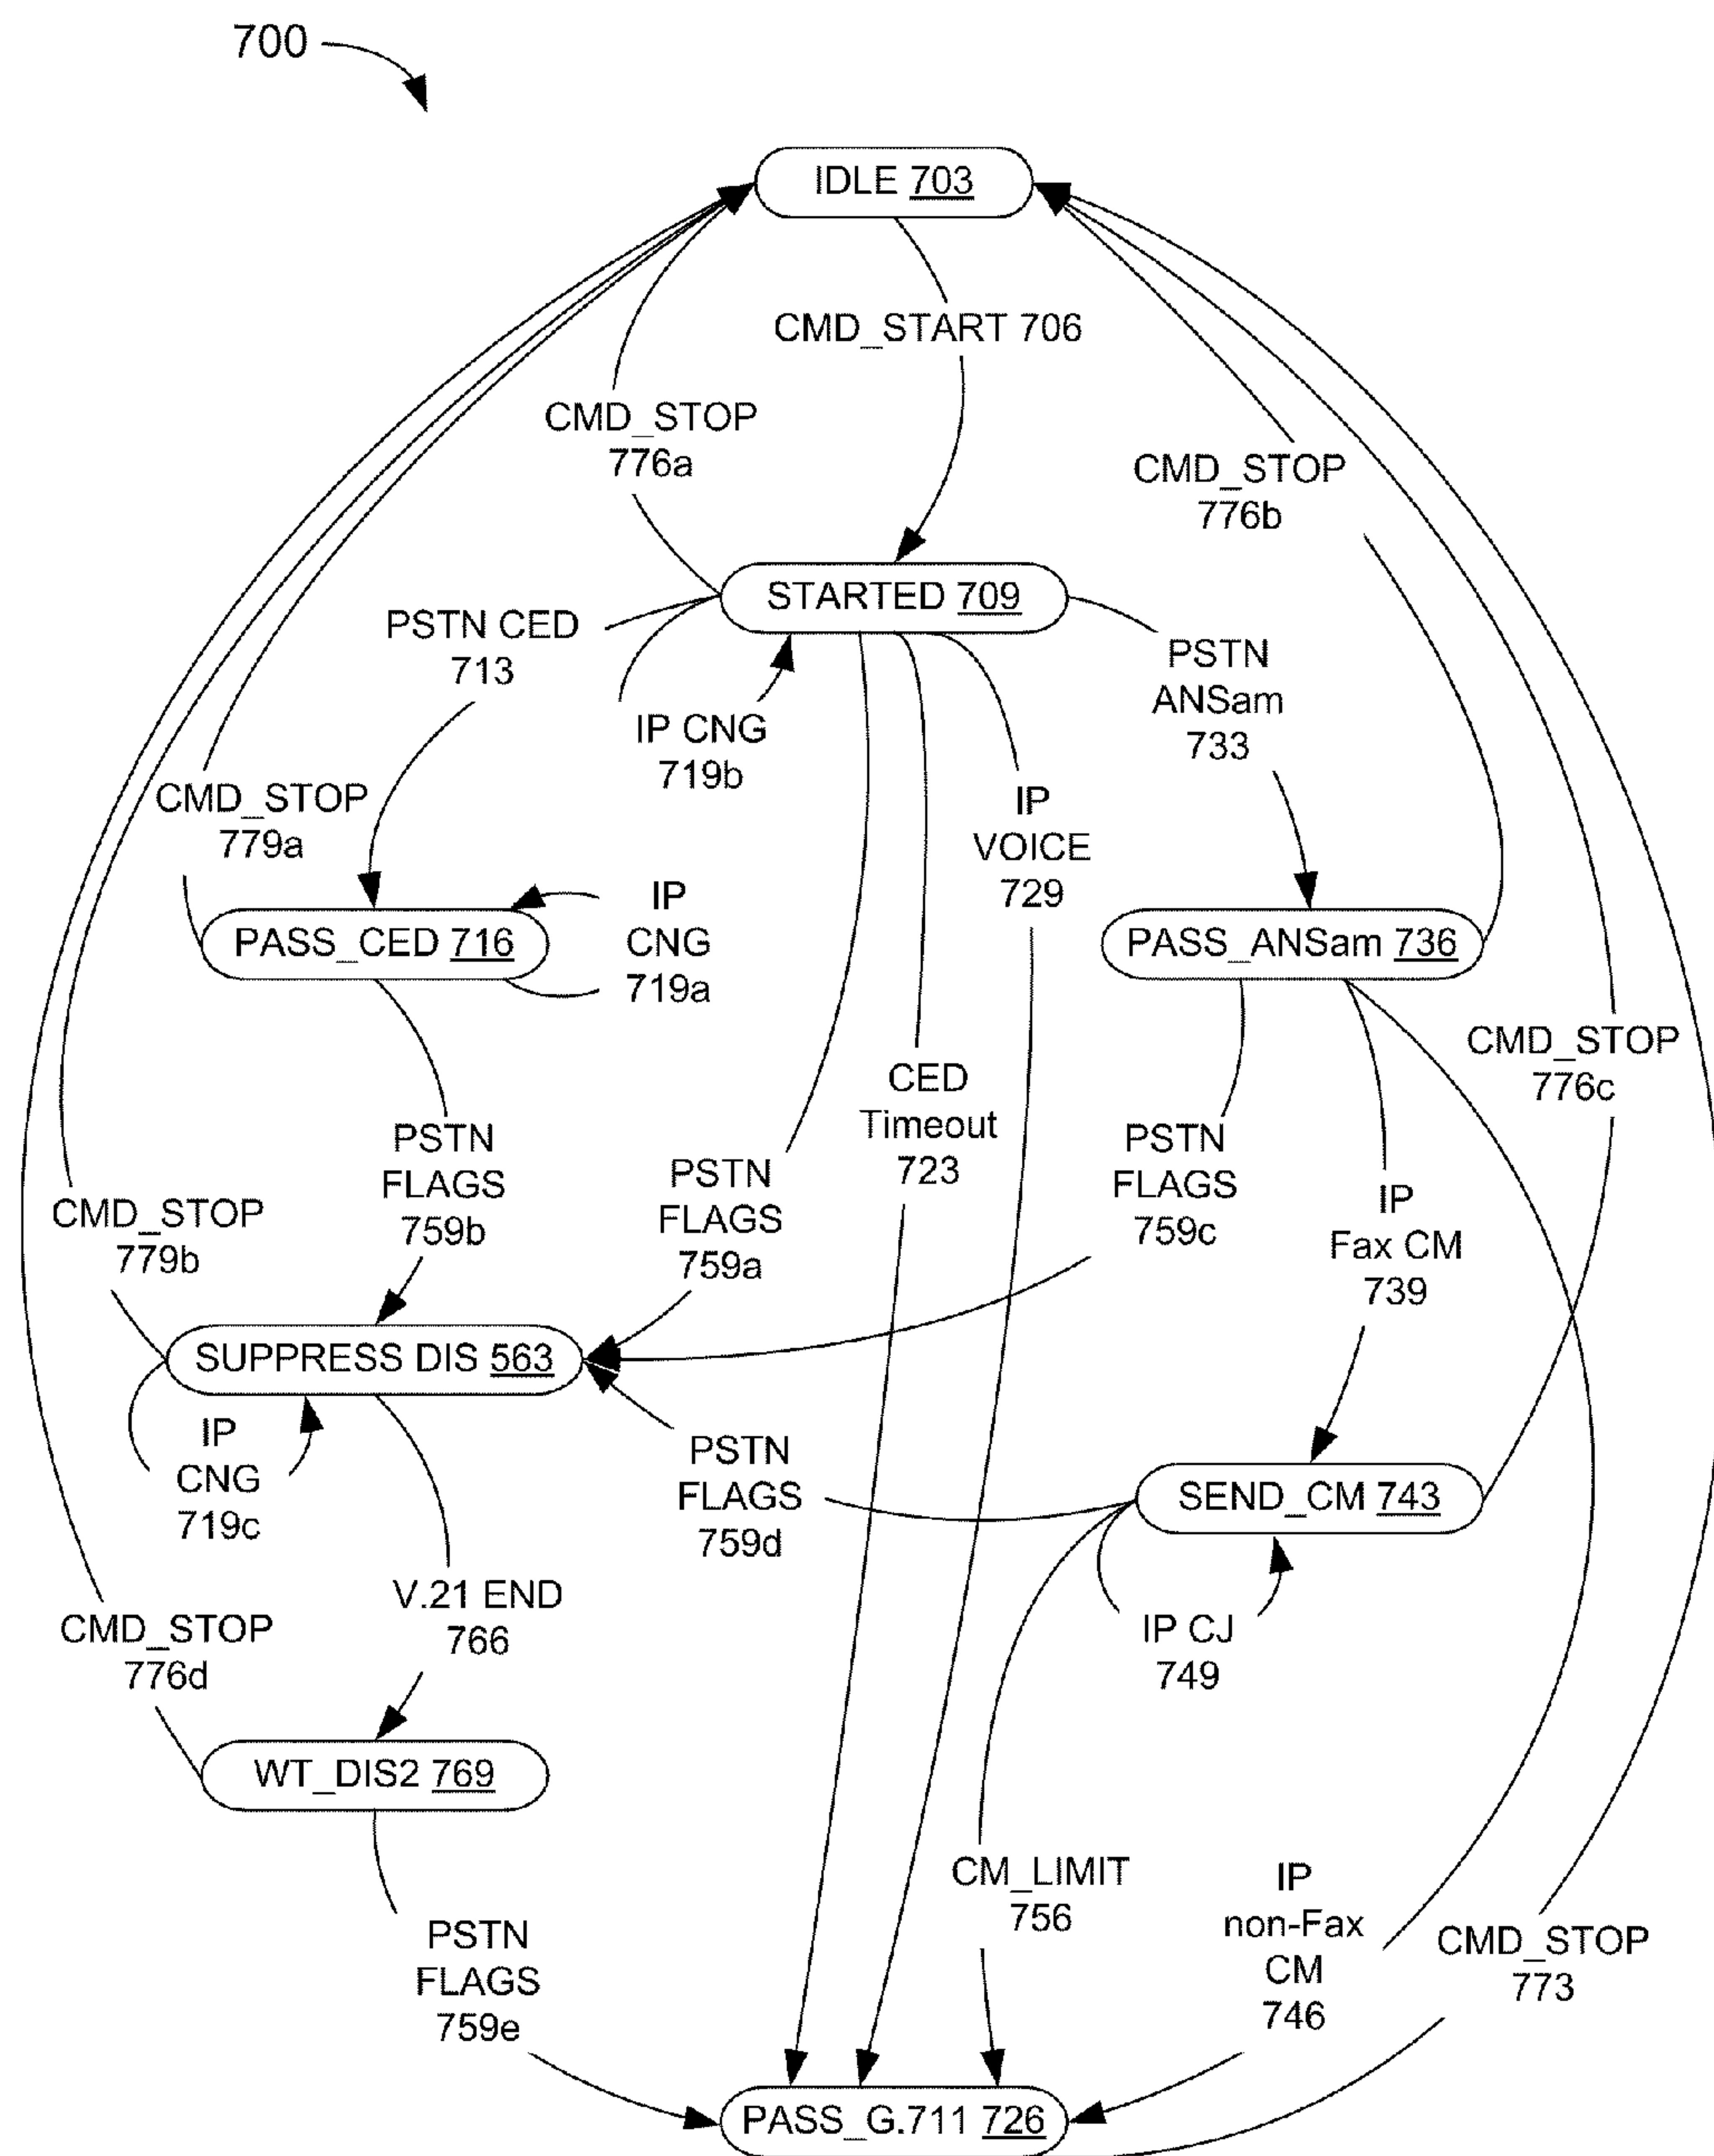 700
IDLE 703
CMD_START 706
CMD_STOP
776a
CMD_STOP
776b
STARTED 709
PSTN CED
713
PSTN
ANSam
733
IP CNG
719b
IP
VOICE
729
CMD_STOP
779a
IP
CNG
719a
PASS_CED 716
PASS_ANSam 736
CMD_STOP
776c
CED
Timeout
723
PSTN
FLAGS
759b
PSTN
FLAGS
759a
PSTN
FLAGS
759c
IP
Fax CM
739
CMD_STOP
779b
SUPPRESS DIS 563
IP
CNG
719c
PSTN
FLAGS
759d
SEND_CM 743
V.21 END
766
IP CJ
749
CMD_STOP
776d
WT_DIS2 769
CM_LIMIT
756
IP
non-Fax
CM
746
PSTN
FLAGS
759e
CMD_STOP
773
PASS_G.711 726